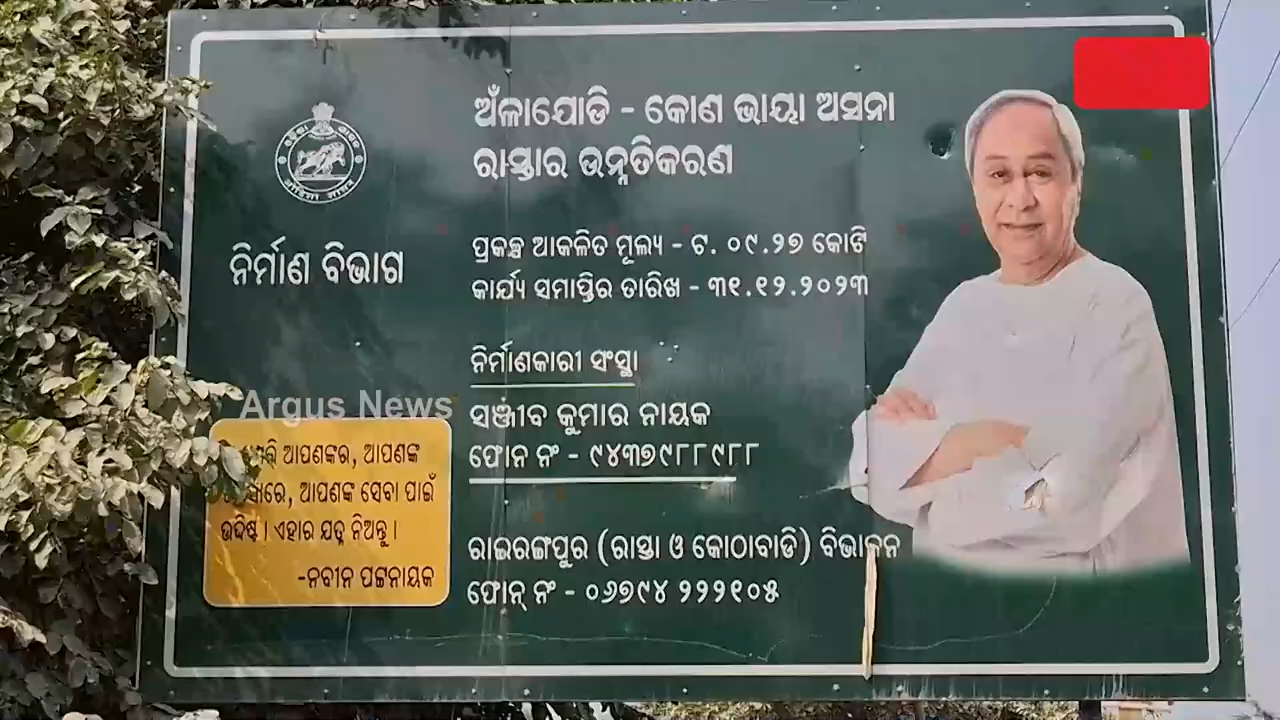 ଅଁଳାଯୋଡି - କୋଣ ଭାୟା ଅସନା
ରାସ୍ତାର ଉନ୍ନତିକରଣ
ନିର୍ମାଣ ବିଭାଗ
ପ୍ରକଳ୍ପ ଆକଳିତ ମୂଲ୍ୟ - ଟ. ୦୯.୨୭ କୋଟି
କାର୍ଯ୍ୟ ସମାପ୍ତିର ତାରିଖ - ୩୧.୧୨.୨୦୨୩
ନିର୍ମାଣକାରୀ ସଂସ୍ଥା
ସଞ୍ଜୀବ କୁମାର ନାୟକ
ଫୋନ ନଂ - ୯୪୩୭୯୮୮୯୮୮
ରାଇରଙ୍ଗପୁର (ରାସ୍ତା ଓ କୋଠାବାଡି) ବିଭାଜନ
ଫୋନ୍ ନଂ - ୦୬୭୯୪ ୨୨୨୧୦୫
Argus News
ଆପଣଙ୍କର, ଆପଣଙ୍କ
ଆପଣଙ୍କ ସେବା ପାଇଁ
ଉଦ୍ଦିଷ୍ଟ। ଏହାର ଯତ୍ନ ନିଅନ୍ତୁ।
-ନବୀନ ପଟ୍ଟନାୟକ